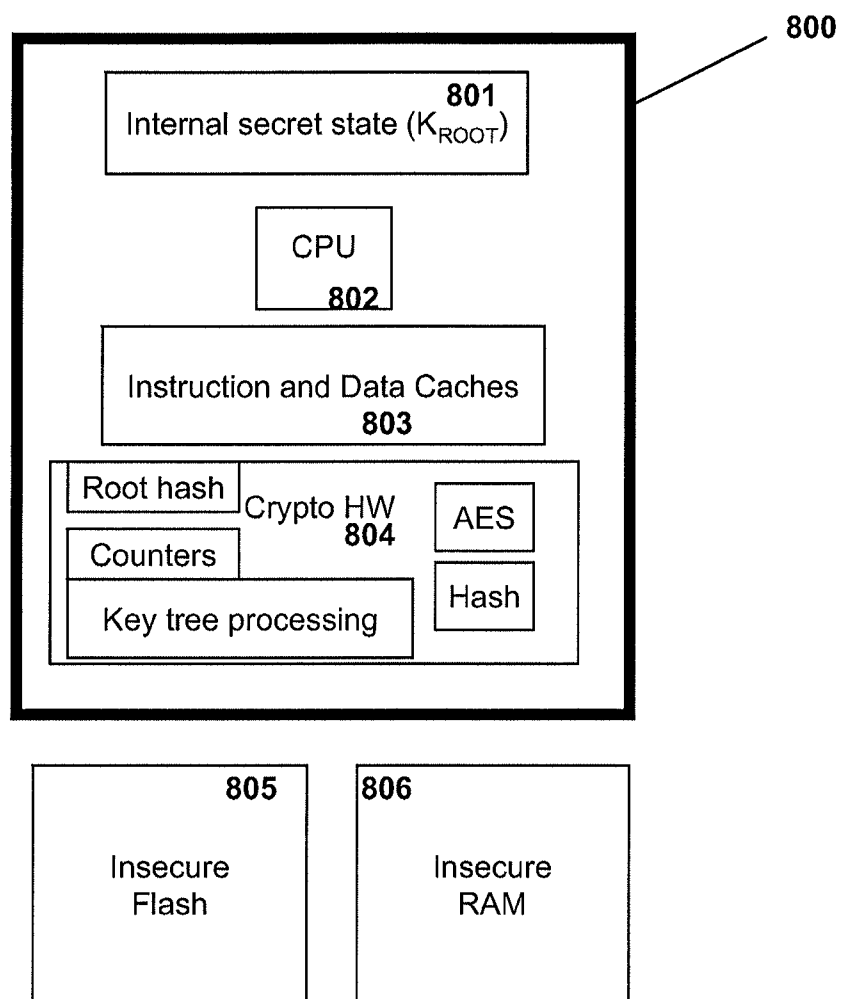 800
801
Internal secret state (K_ROOT)
CPU
802
Instruction and Data Caches
803
Root hash
Crypto HW
804
AES
Counters
Hash
Key tree processing
805
Insecure
Flash
806
Insecure
RAM